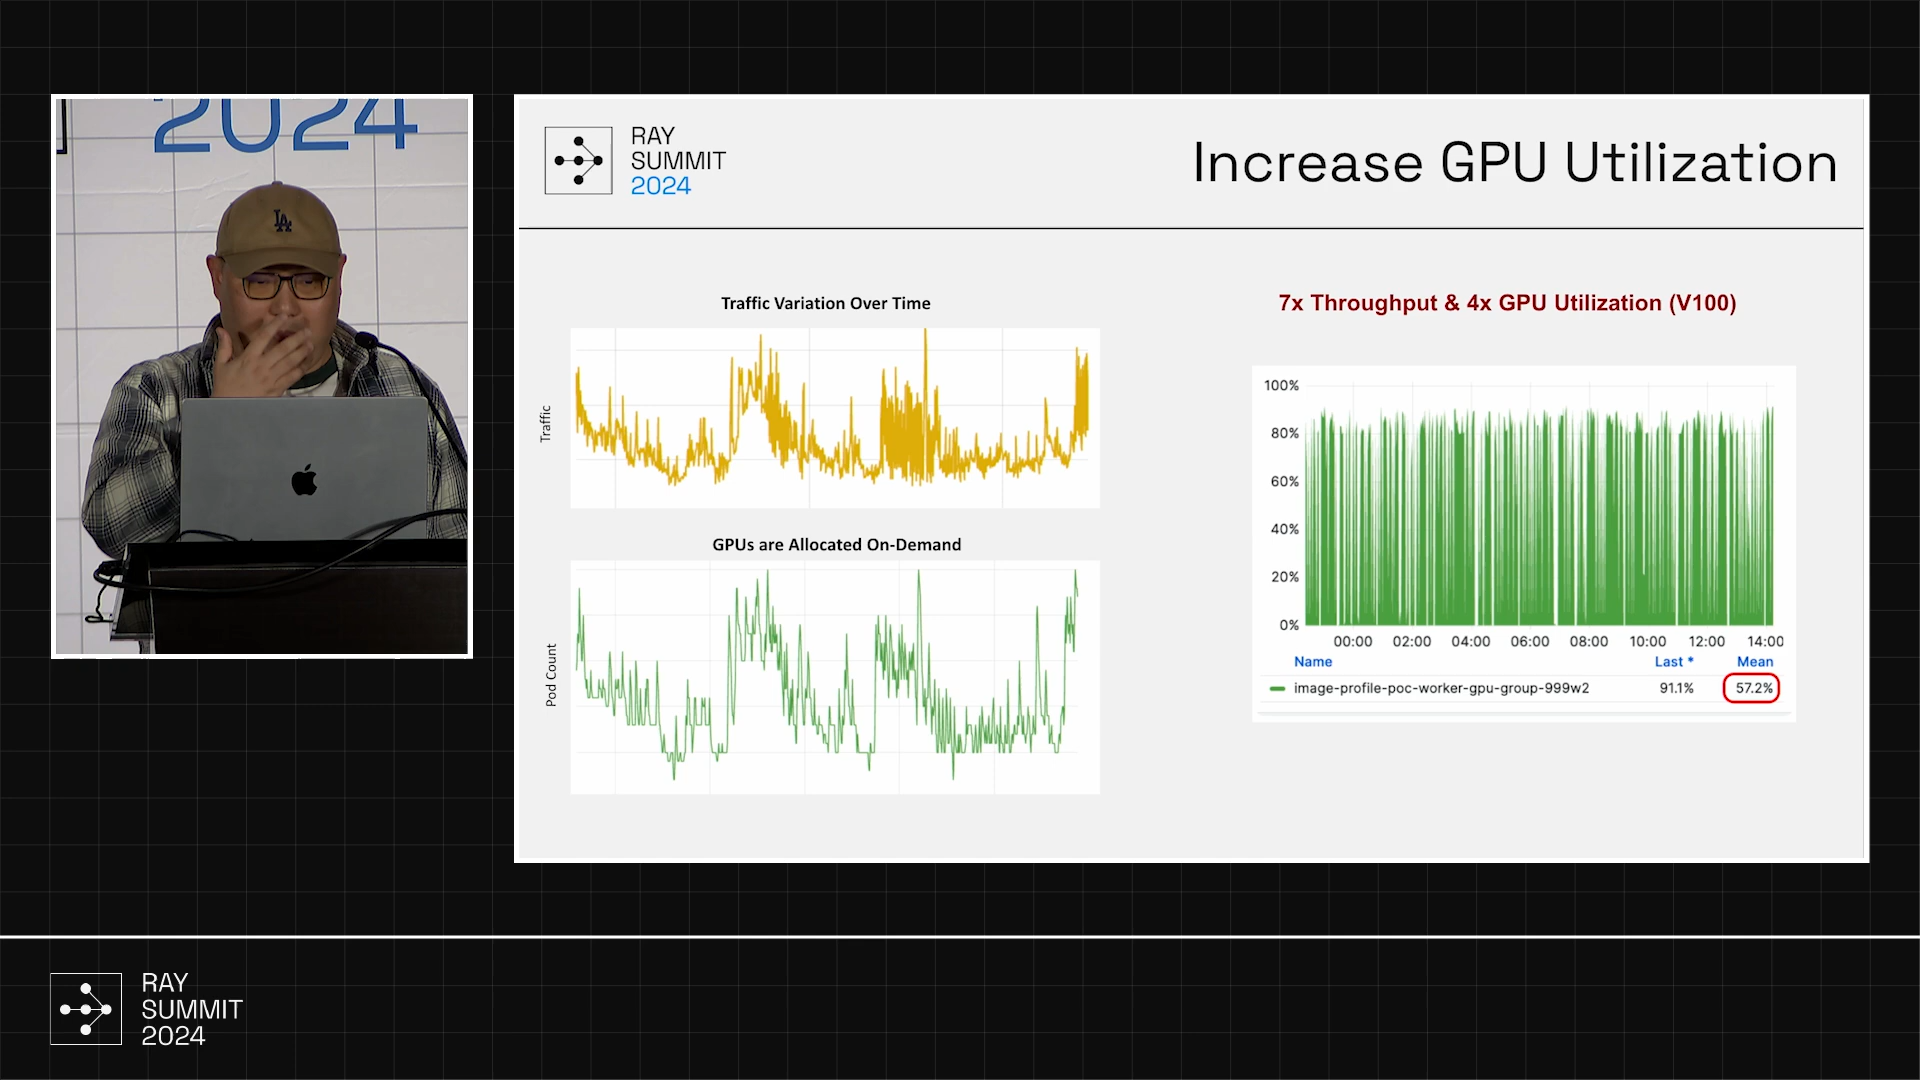 2024
LA
RAY
SUMMIT
2024
Increase GPU Utilization
Traffic Variation Over Time
Traffic
GPUs are Allocated On-Demand
Pod Count
7x Throughput & 4x GPU Utilization (V100)
100%
80%
60%
40%
20%
0%
00:00 02:00 04:00 06:00 08:00 10:00 12:00 14:00
Name Last * Mean
image-profile-poc-worker-gpu-group-999w2 91.1% 57.2%
RAY
SUMMIT
2024